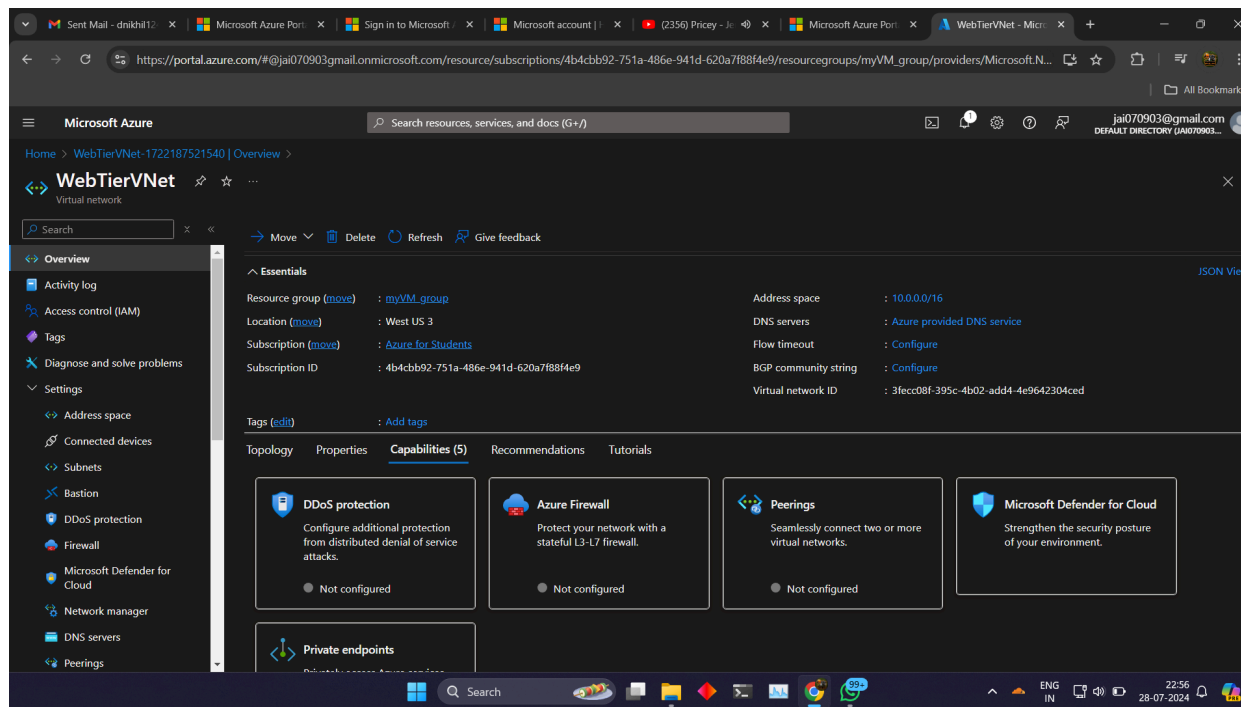 Sent Mail - dnikhil12
Microsoft Azure Port
Sign in to Microsoft A
Microsoft account | H
(2356) Pricey - Je
Microsoft Azure Port
WebTierVNet - Micro
https://portal.azure.com/#@jai070903gmail.onmicrosoft.com/resource/subscriptions/4b4cbb92-751a-486e-941d-620a7f88f4e9/resourcegroups/myVM_group/providers/Microsoft.N...
All Bookmark
Microsoft Azure
Search resources, services, and docs (G+/)
1
jai070903@gmail.com
DEFAULT DIRECTORY (JAI070903...
Home > WebTierVNet-1722187521540 | Overview >
WebTierVNet
Virtual network
Search
Move
Delete
Refresh
Give feedback
Overview
Activity log
Access control (IAM)
Tags
Diagnose and solve problems
Settings
Address space
Connected devices
Subnets
Bastion
DDoS protection
Firewall
Microsoft Defender for
Cloud
Network manager
DNS servers
Peerings
Essentials
JSON Vie
Resource group (move) : myVM_group
Location (move) : West US 3
Subscription (move) : Azure for Students
Subscription ID : 4b4cbb92-751a-486e-941d-620a7f88f4e9
Address space : 10.0.0.0/16
DNS servers : Azure provided DNS service
Flow timeout : Configure
BGP community string : Configure
Virtual network ID : 3fecc08f-395c-4b02-add4-4e9642304ced
Tags (edit) : Add tags
Topology
Properties
Capabilities (5)
Recommendations
Tutorials
DDoS protection
Configure additional protection
from distributed denial of service
attacks.
Not configured
Azure Firewall
Protect your network with a
stateful L3-L7 firewall.
Not configured
Peerings
Seamlessly connect two or more
virtual networks.
Not configured
Microsoft Defender for Cloud
Strengthen the security posture
of your environment.
Private endpoints
Privately access Azure services
Search
99+
ENG
IN
22:56
28-07-2024